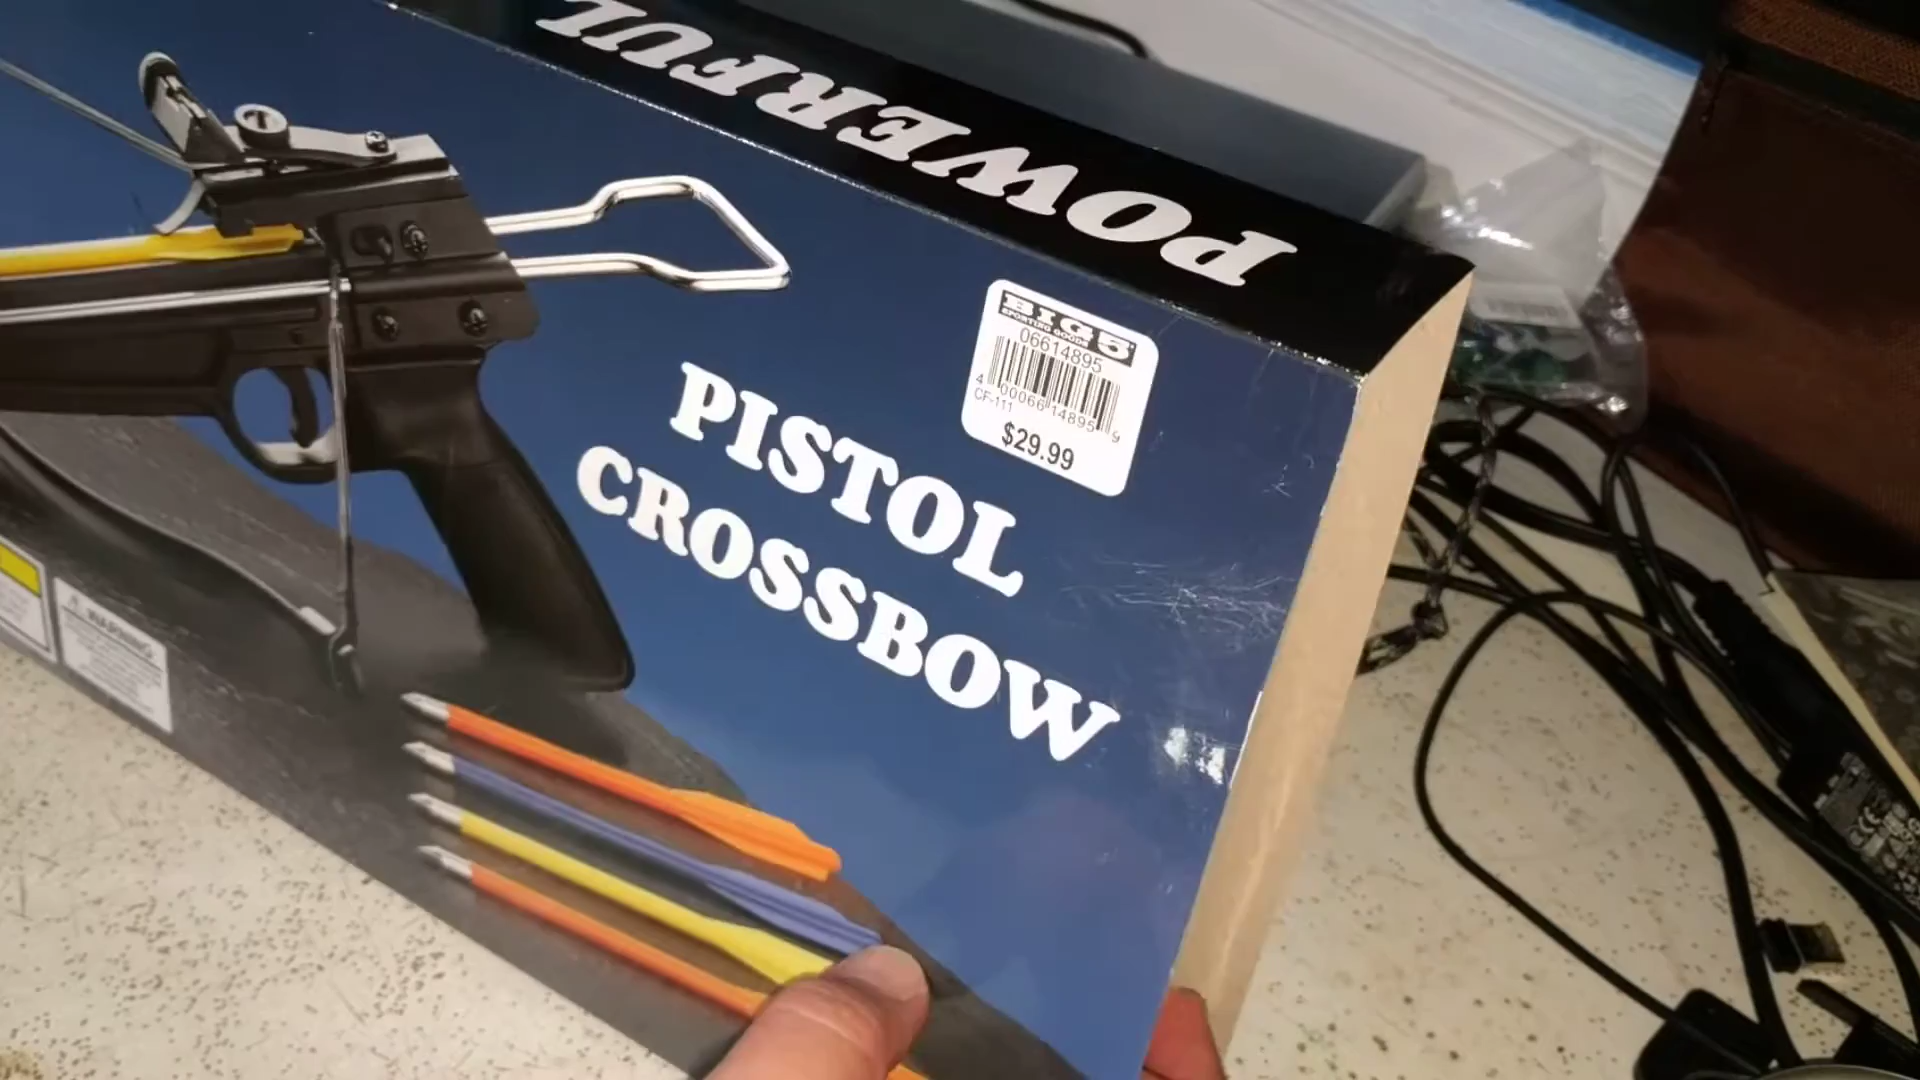 POWERFUL
BIG 5
SPORTING GOODS
06614895
4 00066 14895 9
CF-111
$29.99
PISTOL
CROSSBOW
WARNING